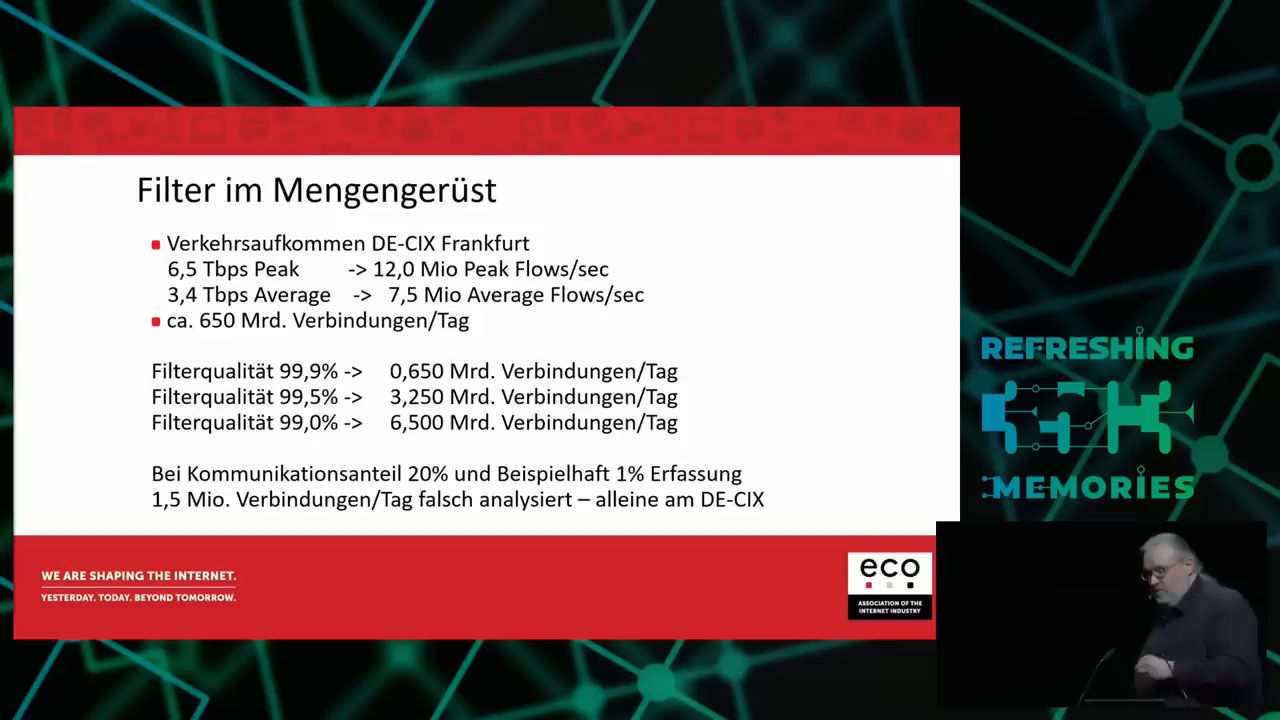 Filter im Mengengerüst
Verkehrsaufkommen DE-CIX Frankfurt
6,5 Tbps Peak -> 12,0 Mio Peak Flows/sec
3,4 Tbps Average -> 7,5 Mio Average Flows/sec
ca. 650 Mrd. Verbindungen/Tag
Filterqualität 99,9% -> 0,650 Mrd. Verbindungen/Tag
Filterqualität 99,5% -> 3,250 Mrd. Verbindungen/Tag
Filterqualität 99,0% -> 6,500 Mrd. Verbindungen/Tag
Bei Kommunikationsanteil 20% und Beispielhaft 1% Erfassung
1,5 Mio. Verbindungen/Tag falsch analysiert – alleine am DE-CIX
WE ARE SHAPING THE INTERNET.
YESTERDAY. TODAY. BEYOND TOMORROW.
eco
ASSOCIATION OF THE
INTERNET INDUSTRY
REFRESHING
MEMORIES